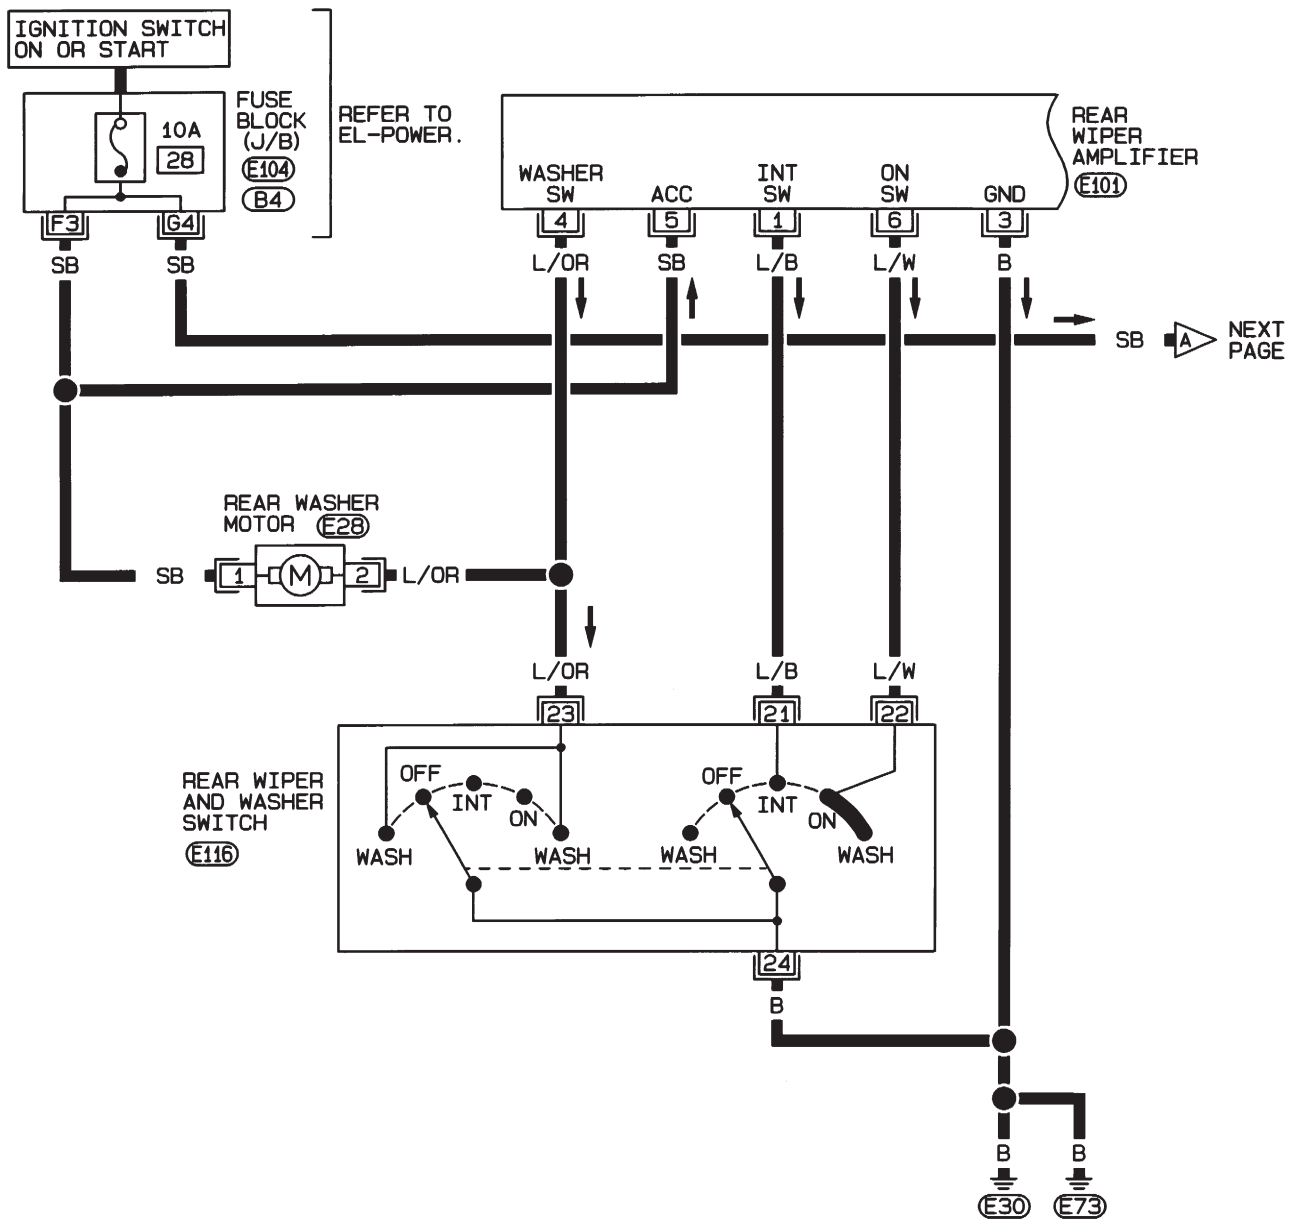 IGNITION SWITCH
ON OR START
FUSE
BLOCK
(J/B)
E104
B4
10A
28
F3
G4
SB
SB
REFER TO
EL-POWER.
REAR
WIPER
AMPLIFIER
E101
WASHER
SW
ACC
INT
SW
ON
SW
GND
4
5
1
6
3
L/OR
SB
L/B
L/W
B
SB
A
NEXT
PAGE
REAR WASHER
MOTOR
E28
SB
1
M
2
L/OR
L/OR
L/B
L/W
23
21
22
REAR WIPER
AND WASHER
SWITCH
E116
OFF
INT
ON
WASH
WASH
OFF
INT
ON
WASH
WASH
24
B
B
B
E30
E73